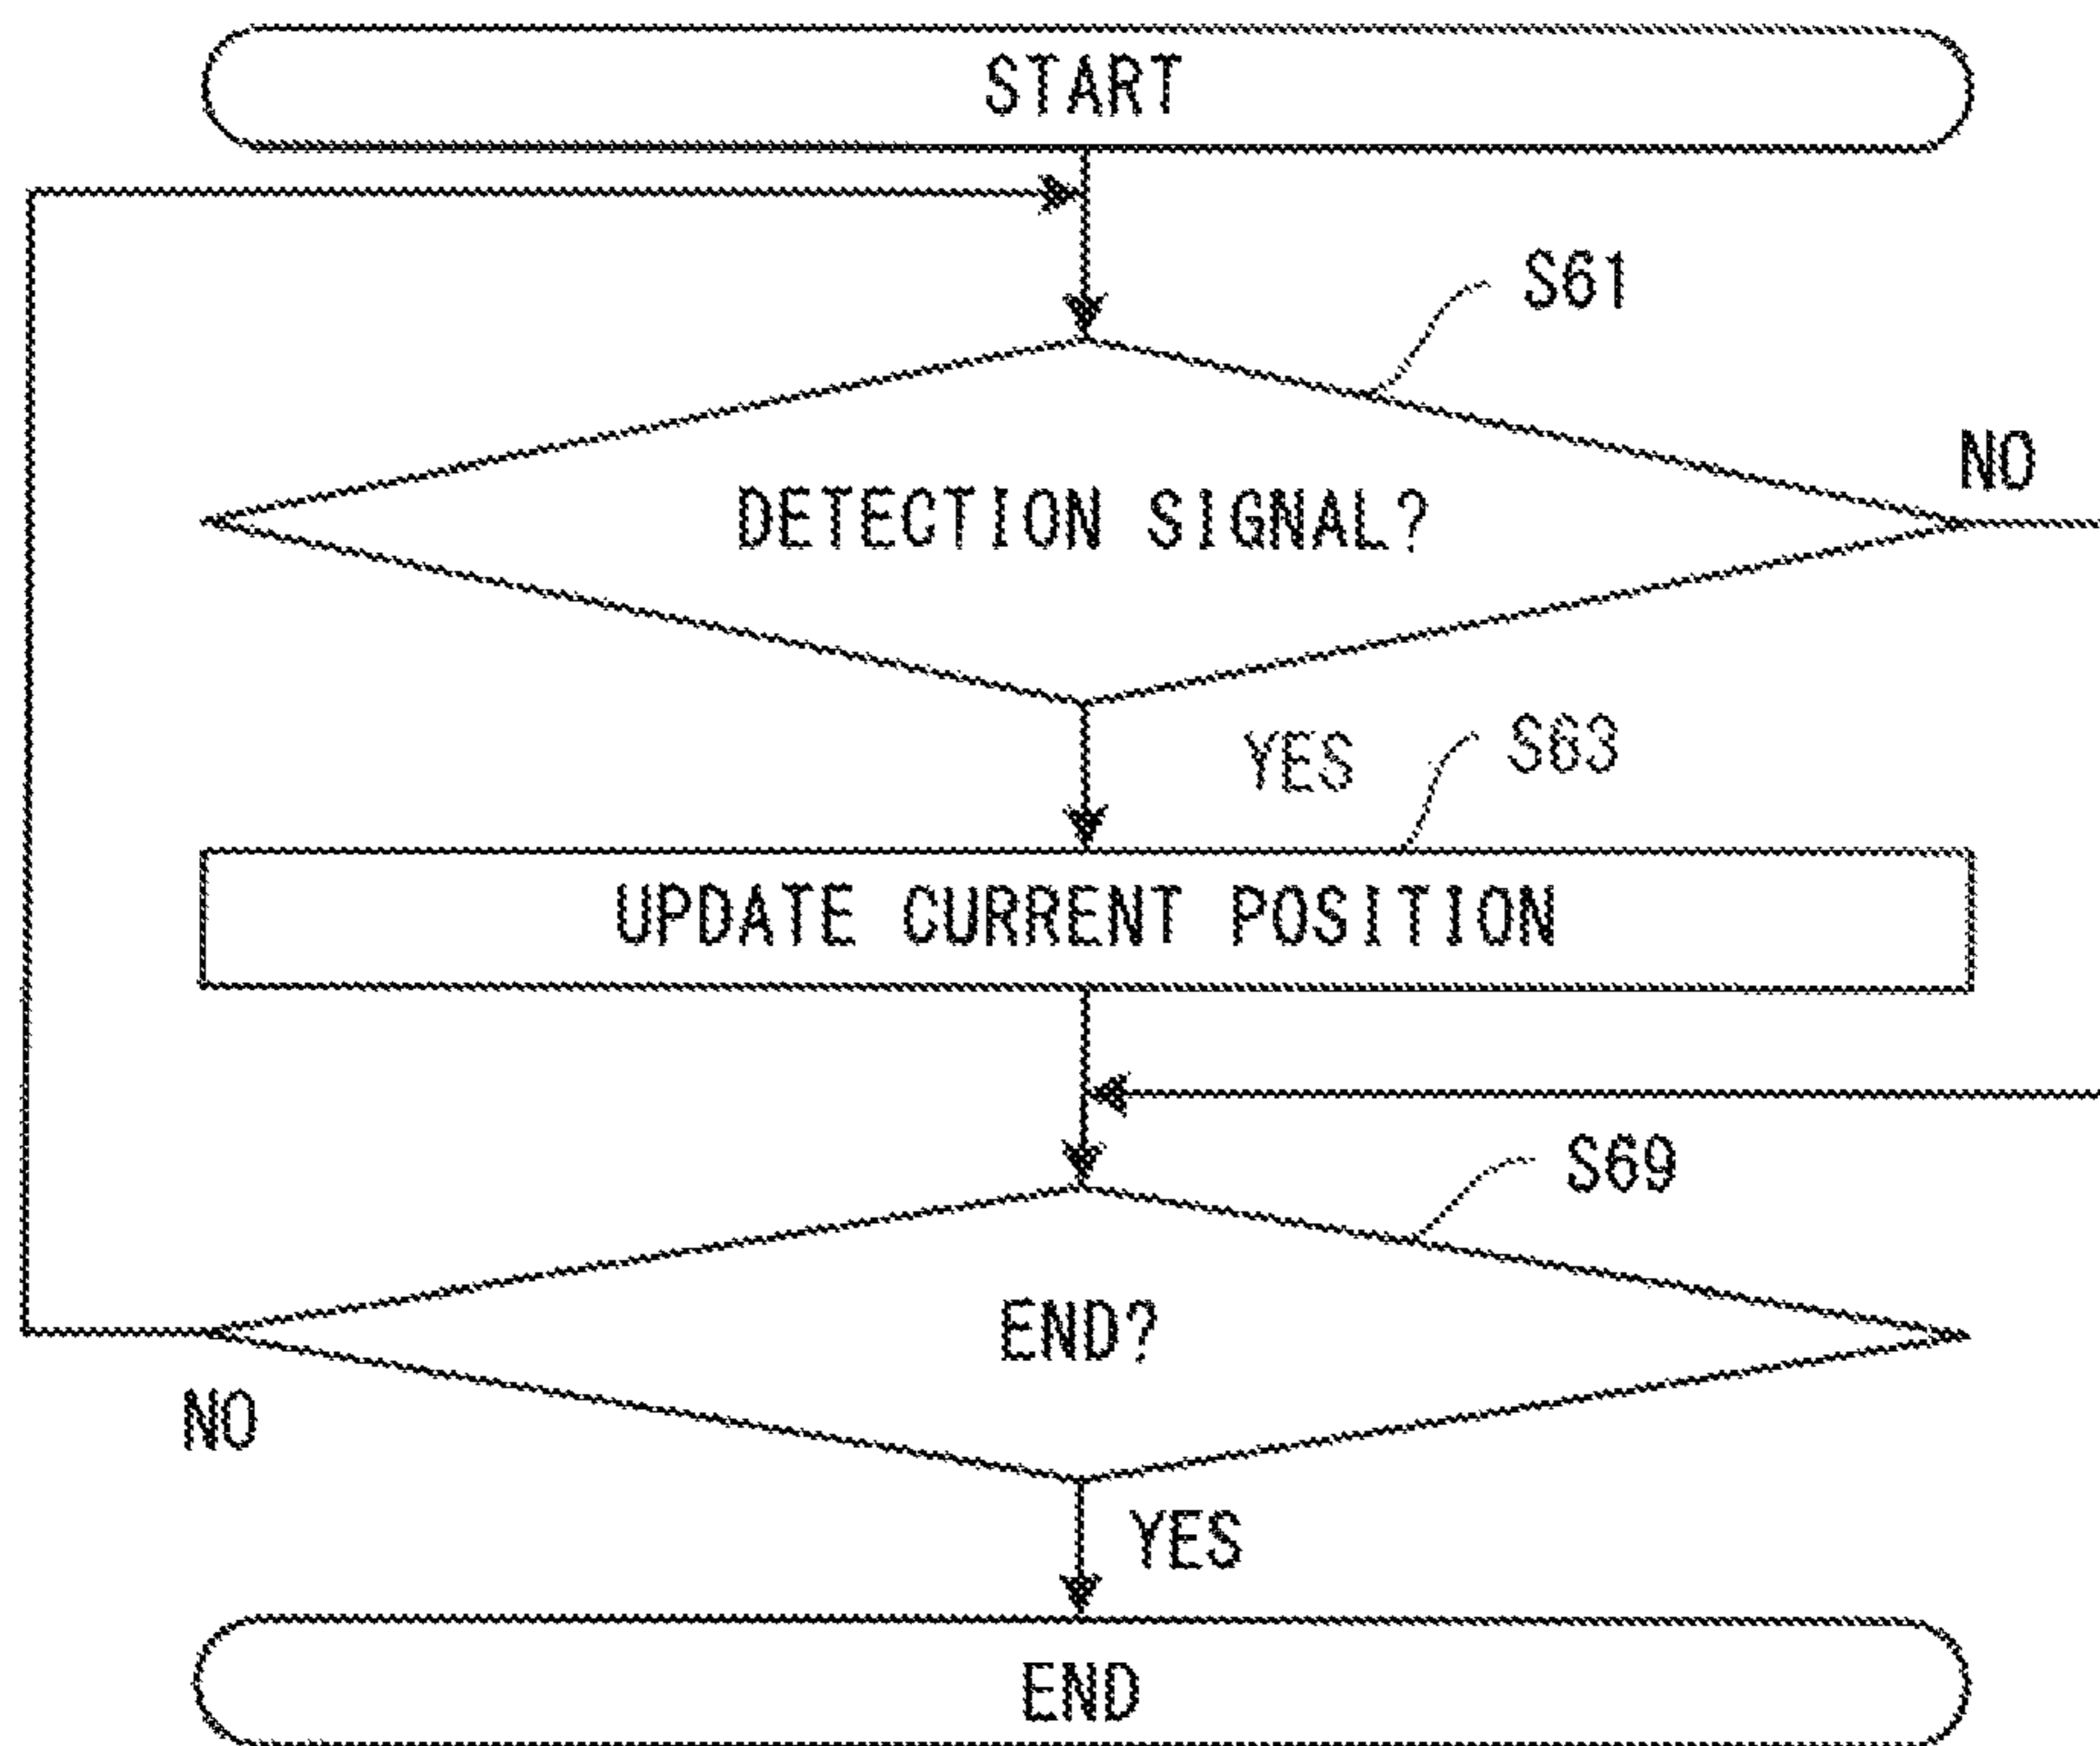 START
S61
NO
DETECTION SIGNAL?
YES
S63
UPDATE CURRENT POSITION
S69
END?
NO
YES
END